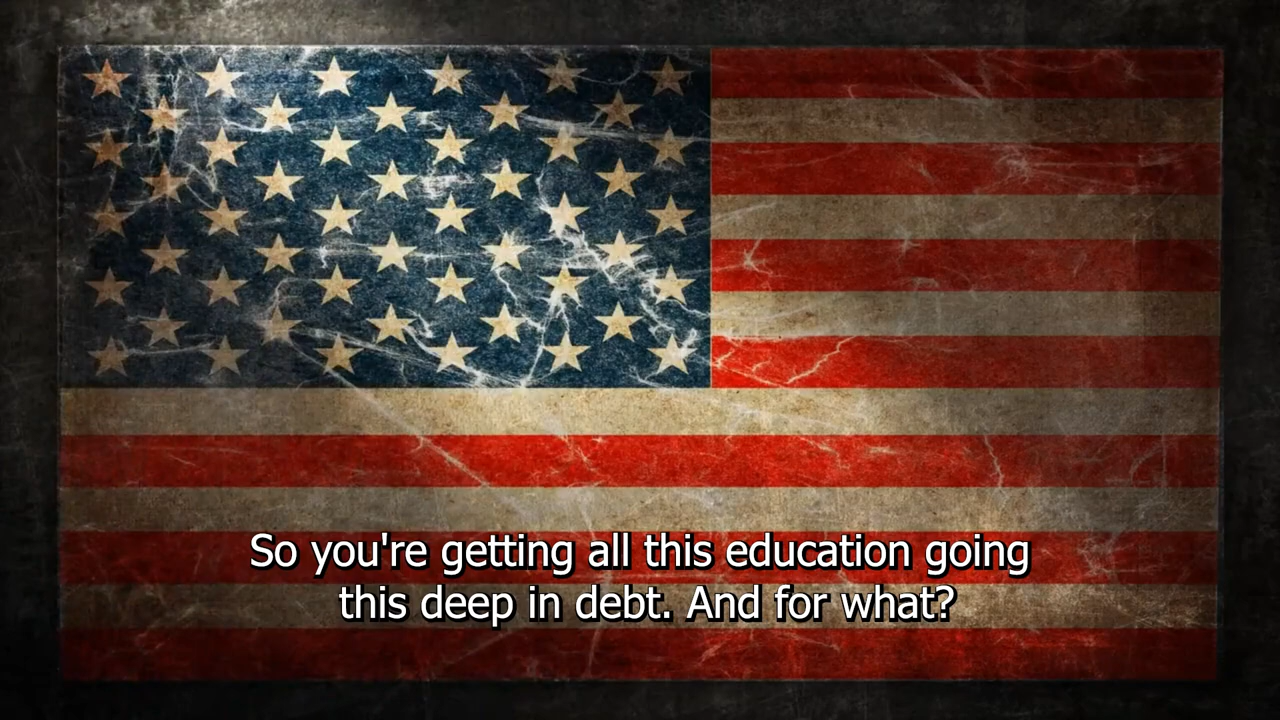 So you're getting all this education going
this deep in debt. And for what?